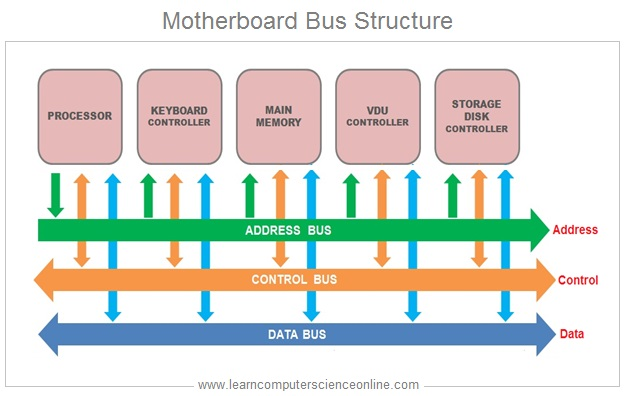 Motherboard Bus Structure
PROCESSOR
KEYBOARD
CONTROLLER
MAIN
MEMORY
VDU
CONTROLLER
STORAGE
DISK
CONTROLLER
ADDRESS BUS
Address
CONTROL BUS
Control
DATA BUS
Data
www.learncomputerscienceonline.com